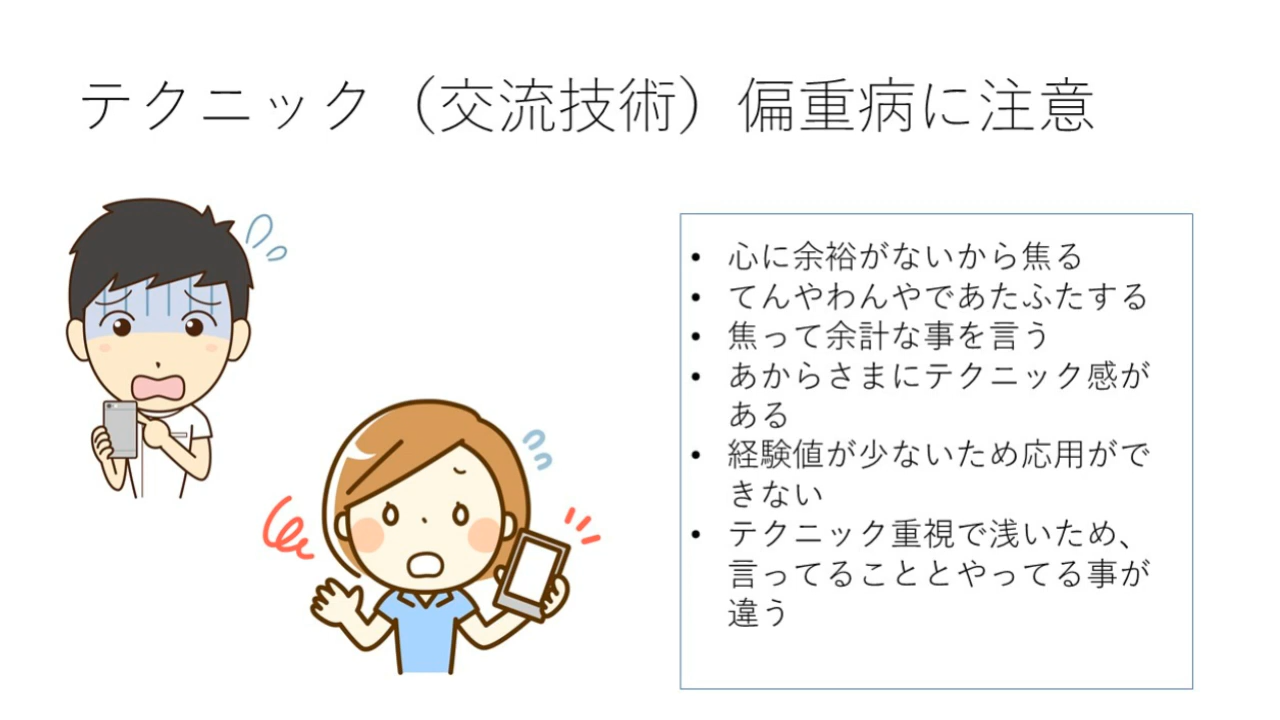 テクニック（交流技術）偏重病に注意
• 心に余裕がないから焦る
• てんやわんやであたふたする
• 焦って余計な事を言う
• あからさまにテクニック感が
ある
• 経験値が少ないため応用がで
きない
• テクニック重視で浅いため、
言ってることとやってる事が
違う